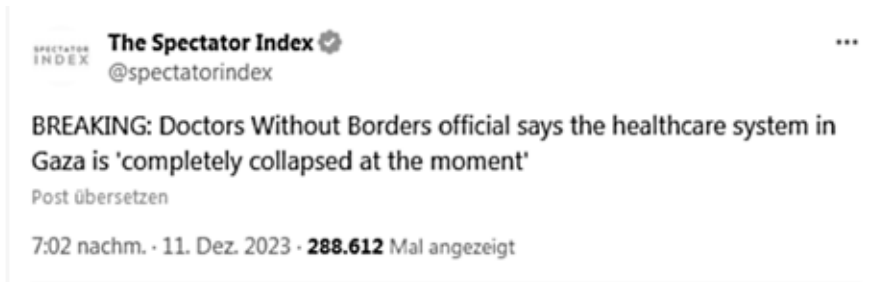 SPECTATOR
INDEX
The Spectator Index
@spectatorindex
BREAKING: Doctors Without Borders official says the healthcare system in
Gaza is 'completely collapsed at the moment'
Post übersetzen
7:02 nachm. · 11. Dez. 2023 · 288.612 Mal angezeigt